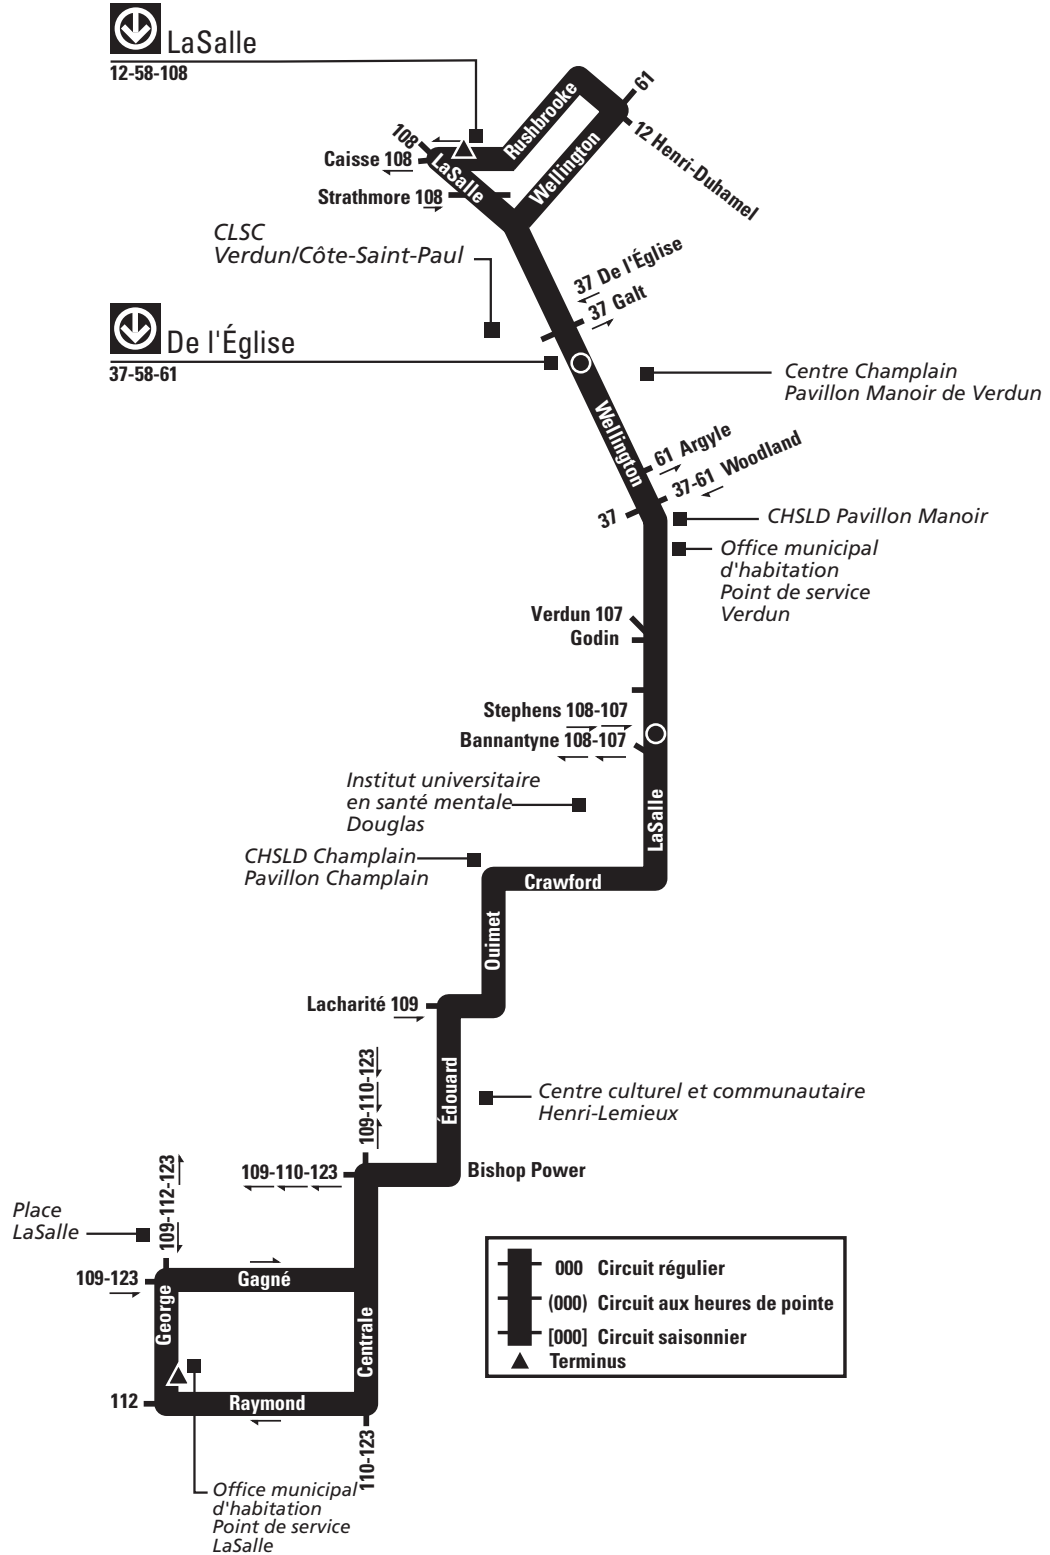 LaSalle
12-58-108
61
Rushbrooke
12 Henri-Duhamel
108
Caisse 108
LaSalle
Wellington
Strathmore 108
CLSC
Verdun/Côte-Saint-Paul
37 De l'Église
37 Galt
De l'Église
37-58-61
Centre Champlain
Pavillon Manoir de Verdun
Wellington
61 Argyle
37-61 Woodland
37
CHSLD Pavillon Manoir
Office municipal
d'habitation
Point de service
Verdun
Verdun 107
Godin
Stephens 108-107
Bannantyne 108-107
Institut universitaire
en santé mentale
Douglas
LaSalle
CHSLD Champlain
Pavillon Champlain
Crawford
Ouimet
Lacharité 109
109-110-123
Édouard
Centre culturel et communautaire
Henri-Lemieux
109-110-123
Bishop Power
109-112-123
Place
LaSalle
109-123
Gagné
George
Centrale
112
Raymond
110-123
000 Circuit régulier
(000) Circuit aux heures de pointe
[000] Circuit saisonnier
Terminus
Office municipal
d'habitation
Point de service
LaSalle